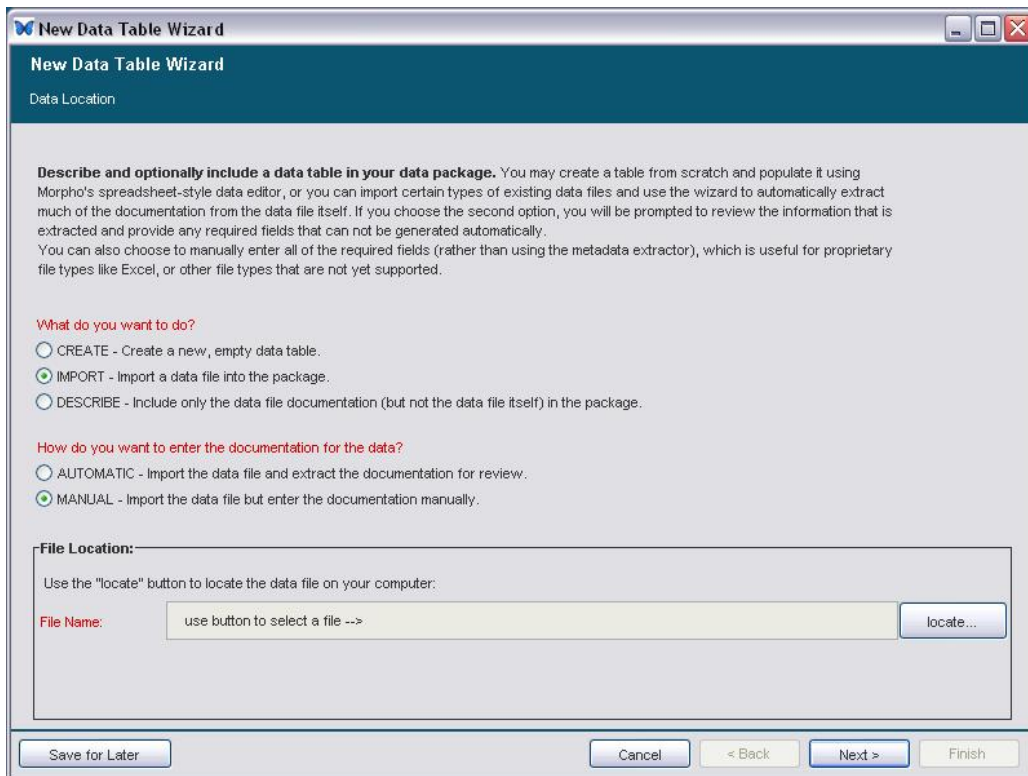 New Data Table Wizard
New Data Table Wizard
Data Location
Describe and optionally include a data table in your data package. You may create a table from scratch and populate it using
Morpho's spreadsheet-style data editor, or you can import certain types of existing data files and use the wizard to automatically extract
much of the documentation from the data file itself. If you choose the second option, you will be prompted to review the information that is
extracted and provide any required fields that can not be generated automatically.
You can also choose to manually enter all of the required fields (rather than using the metadata extractor), which is useful for proprietary
file types like Excel, or other file types that are not yet supported.
What do you want to do?
CREATE - Create a new, empty data table.
IMPORT - Import a data file into the package.
DESCRIBE - Include only the data file documentation (but not the data file itself) in the package.
How do you want to enter the documentation for the data?
AUTOMATIC - Import the data file and extract the documentation for review.
MANUAL - Import the data file but enter the documentation manually.
File Location:
Use the "locate" button to locate the data file on your computer:
File Name: use button to select a file --> locate...
Save for Later Cancel < Back Next > Finish